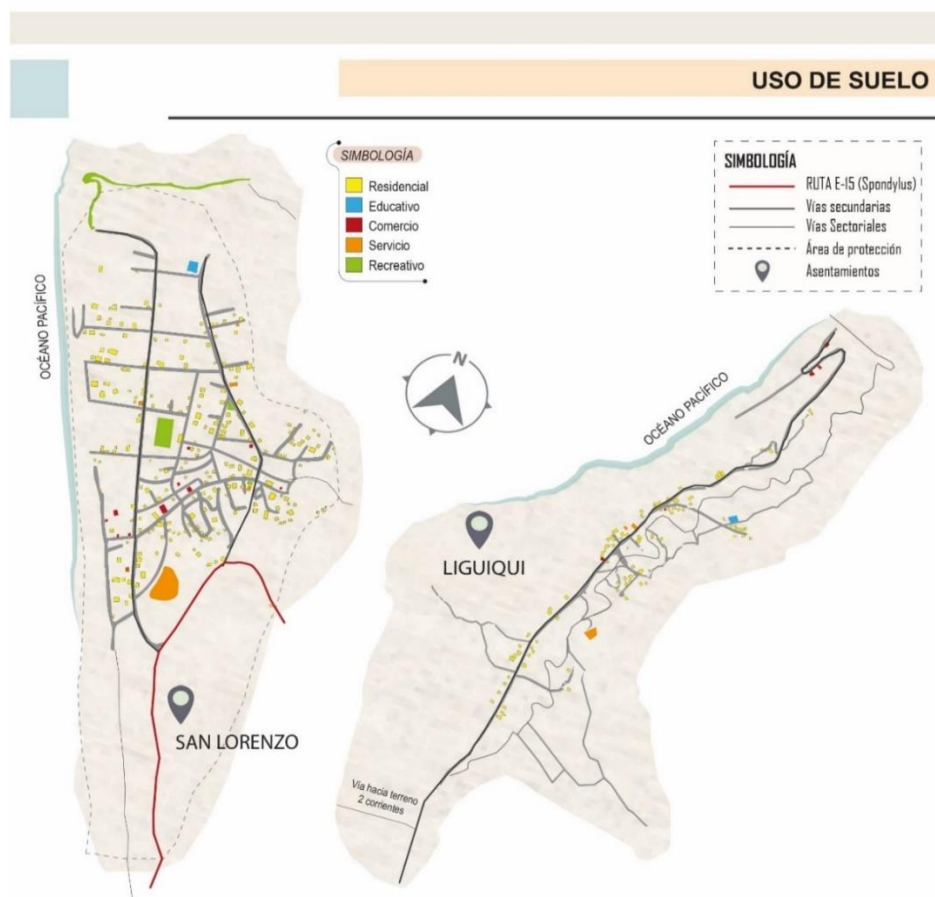 USO DE SUELO
SIMBOLOGÍA
Residencial
Educativo
Comercio
Servicio
Recreativo
SIMBOLOGÍA
RUTA E-15 (Spondylus)
Vías secundarias
Vías Sectoriales
Área de protección
Asentamientos
OCÉANO PACÍFICO
N
OCÉANO PACÍFICO
LIGUIQUI
SAN LORENZO
Vía hacia terreno
2 corrientes